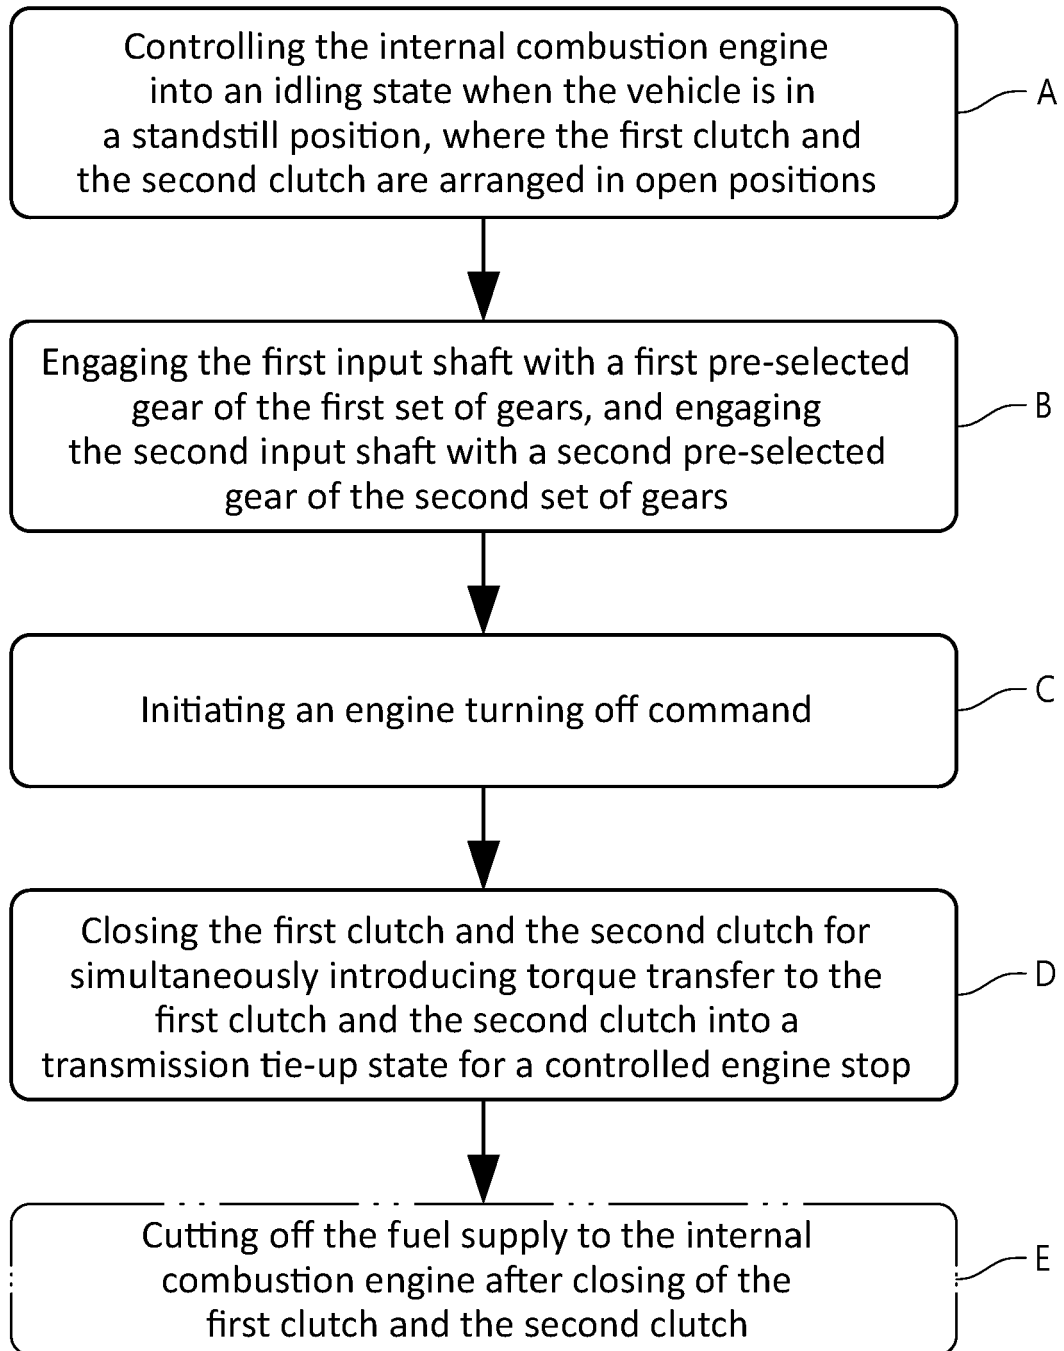 Controlling the internal combustion engine
into an idling state when the vehicle is in
a standstill position, where the first clutch and
the second clutch are arranged in open positions
A
Engaging the first input shaft with a first pre-selected
gear of the first set of gears, and engaging
the second input shaft with a second pre-selected
gear of the second set of gears
B
Initiating an engine turning off command
C
Closing the first clutch and the second clutch for
simultaneously introducing torque transfer to the
first clutch and the second clutch into a
transmission tie-up state for a controlled engine stop
D
Cutting off the fuel supply to the internal
combustion engine after closing of the
first clutch and the second clutch
E